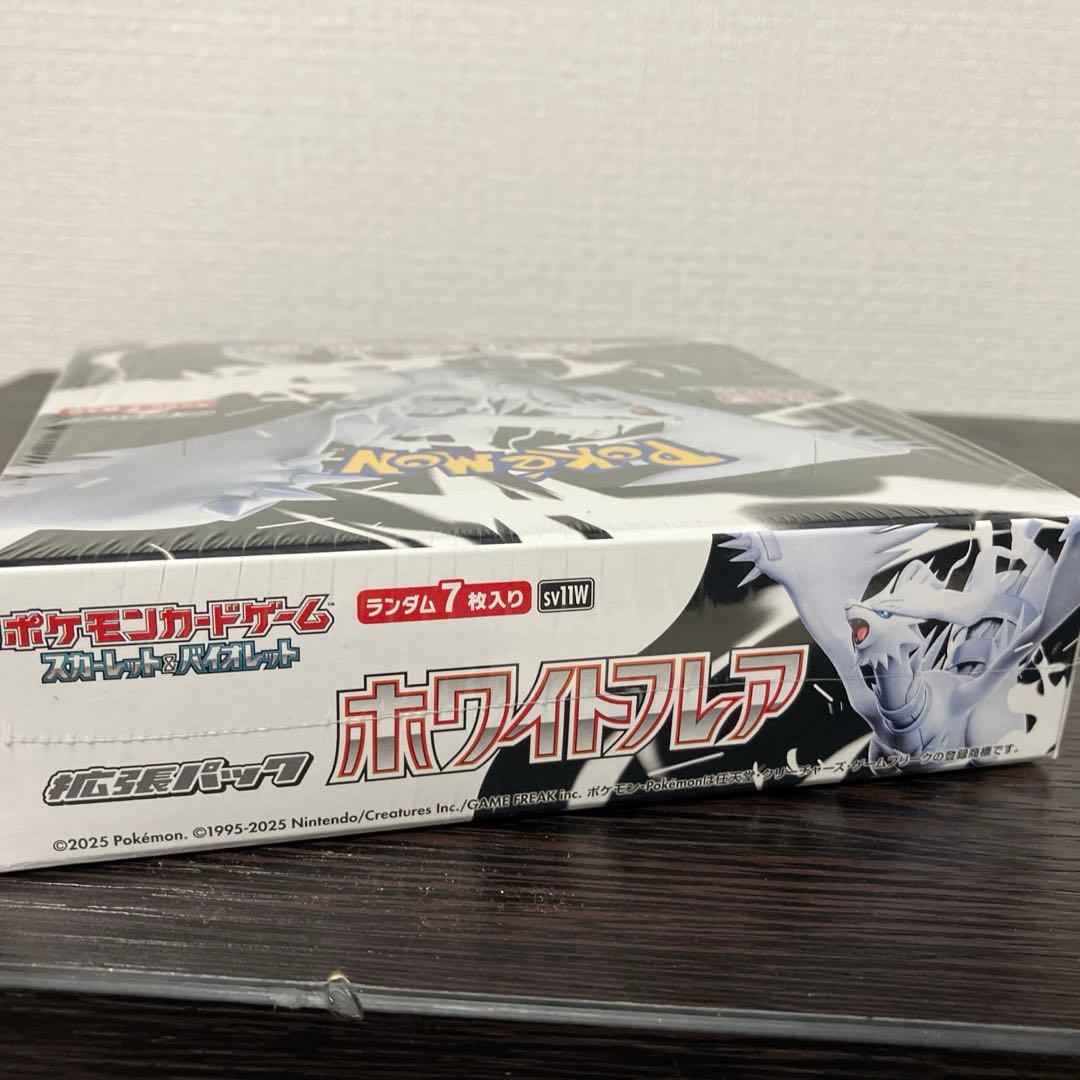 POKéMON
ポケモンカードゲーム™
スカーレット&バイオレット
ランダム7枚入り
SV11W
ホワイトフレア
拡張パック
©2025 Pokémon. ©1995-2025 Nintendo/Creatures Inc./GAME FREAK inc. ポケモン・Pokémonは任天堂・クリーチャーズ・ゲームフリークの登録商標です。